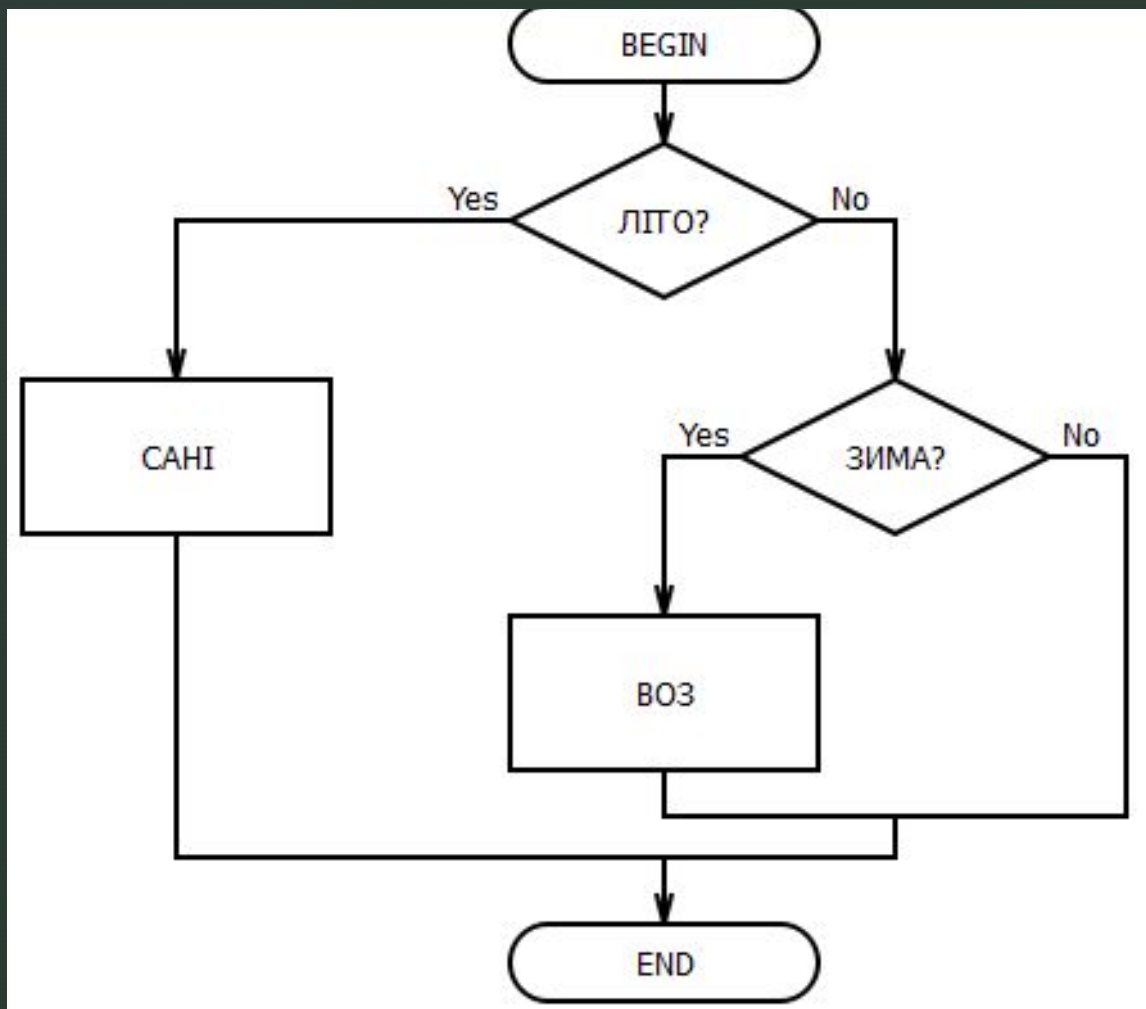 BEGIN
Yes
ЛІТО?
No
САНІ
Yes
ЗИМА?
No
ВОЗ
END